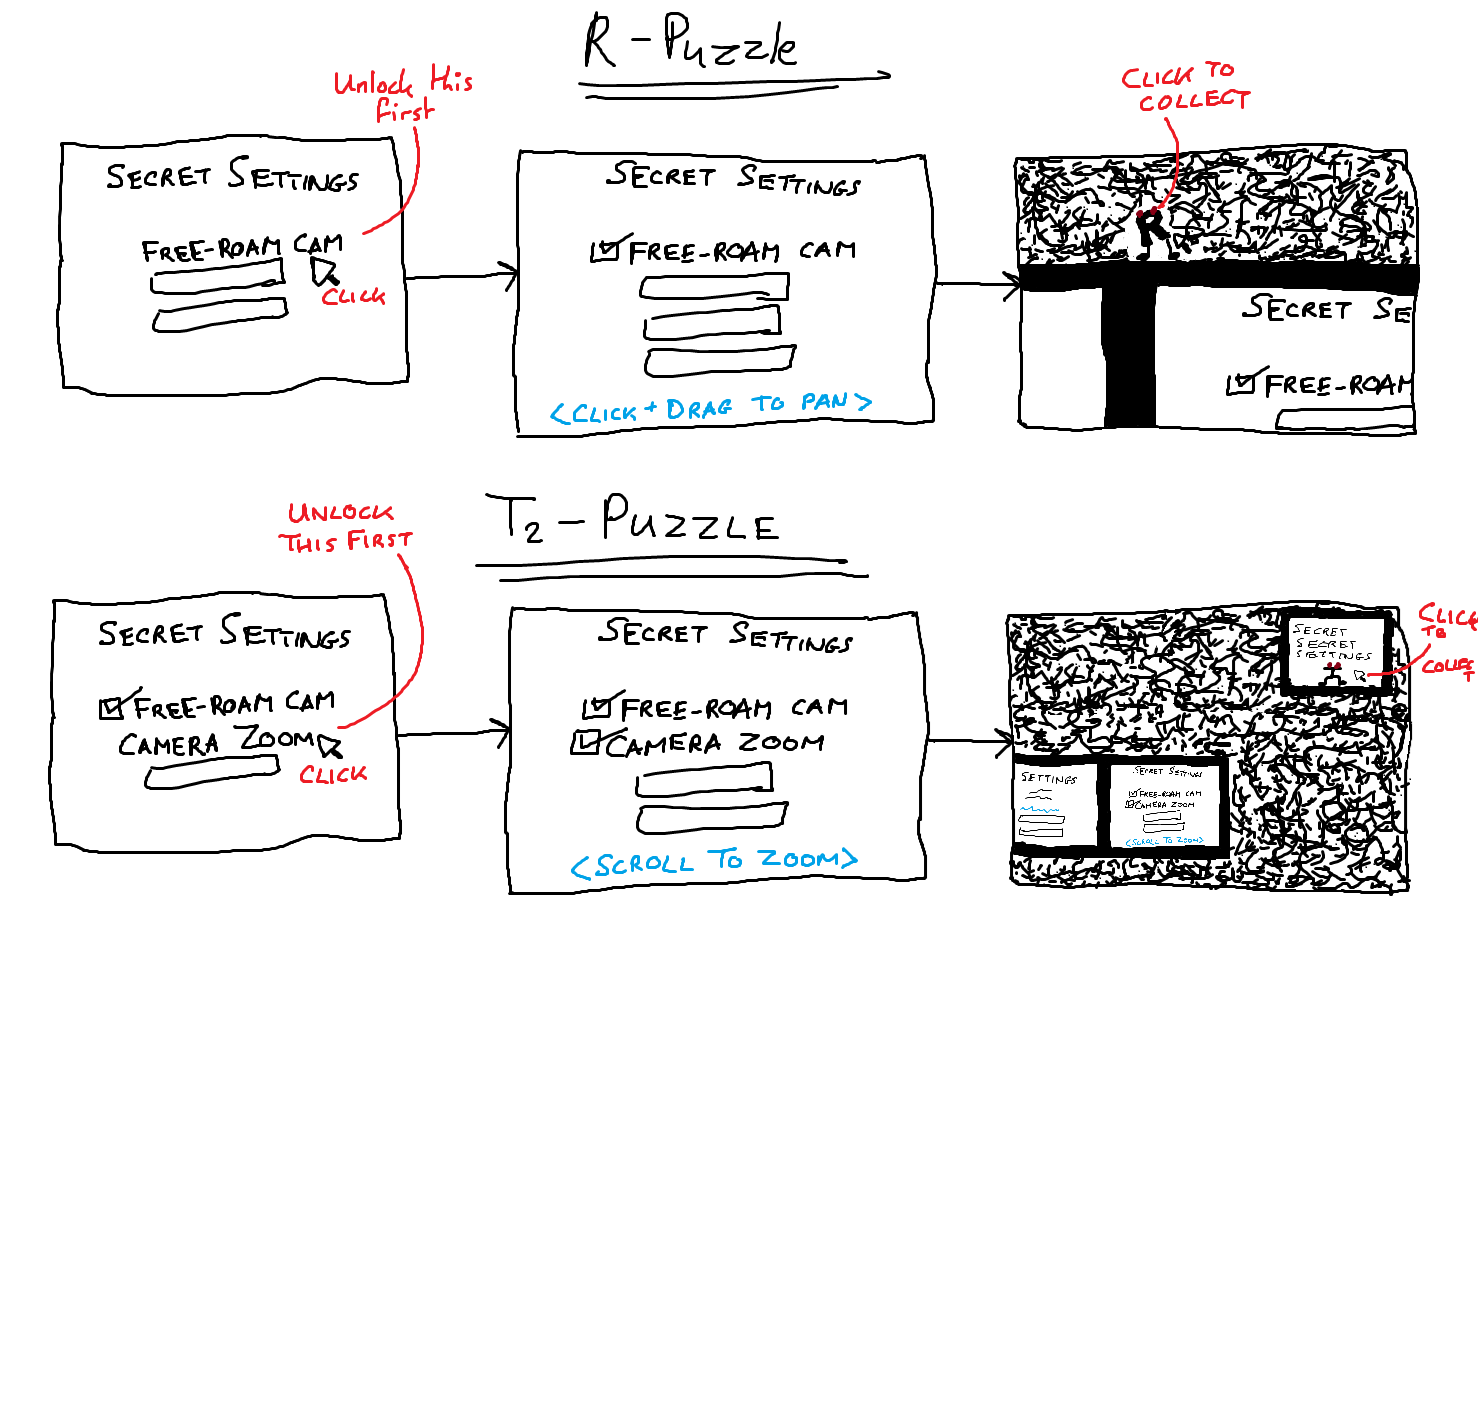 R-Puzzle
Unlock this
first
CLICK TO
COLLECT
SECRET SETTINGS
FREE-ROAM CAM
CLICK
SECRET SETTINGS
FREE-ROAM CAM
<CLICK + DRAG TO PAN>
R
SECRET SE
FREE-ROAM
T2-PUZZLE
UNLOCK
THIS FIRST
SECRET SETTINGS
FREE-ROAM CAM
CAMERA ZOOM
CLICK
SECRET SETTINGS
FREE-ROAM CAM
CAMERA ZOOM
<SCROLL TO ZOOM>
SECRET
SECRET
SETTINGS
CLICK
TO
COLLEC
T
SETTINGS
SECRET SETTINGS
FREE-ROAM CAM
CAMERA ZOOM
<SCROLL TO ZOOM>